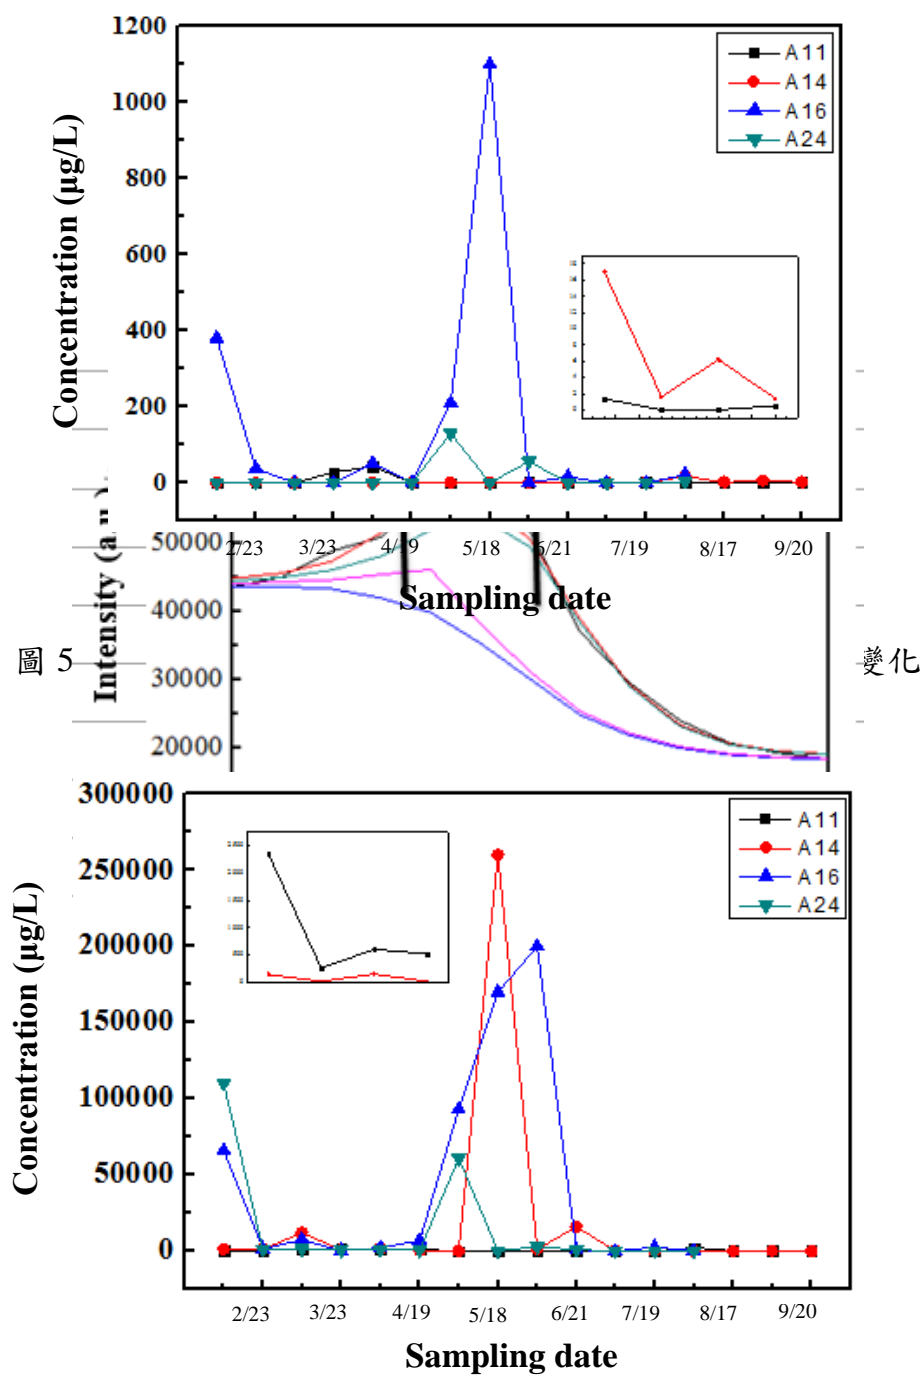 1200
1000
800
600
400
200
0
Concentration (µg/L)
A11
A14
A16
A24
2/23 3/23 4/19 5/18 6/21 7/19 8/17 9/20
Sampling date
50000
40000
30000
20000
Intensity (a.u.)
圖 5 變化
300000
250000
200000
150000
100000
50000
0
Concentration (µg/L)
A11
A14
A16
A24
2/23 3/23 4/19 5/18 6/21 7/19 8/17 9/20
Sampling date